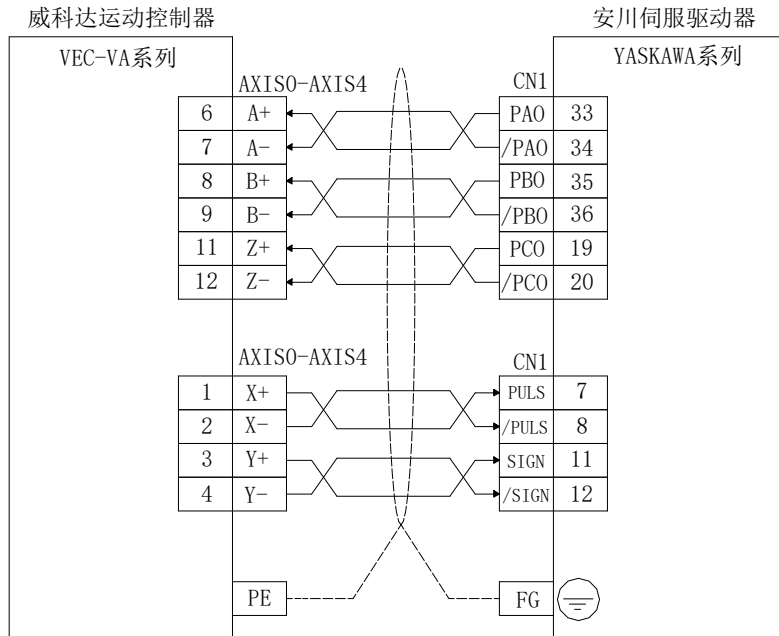 威科达运动控制器 安川伺服驱动器
VEC-VA系列 YASKAWA系列
AXIS0-AXIS4 CN1
6 A+ PAO 33
7 A- /PAO 34
8 B+ PBO 35
9 B- /PBO 36
11 Z+ PCO 19
12 Z- /PCO 20
AXIS0-AXIS4 CN1
1 X+ PULS 7
2 X- /PULS 8
3 Y+ SIGN 11
4 Y- /SIGN 12
PE FG